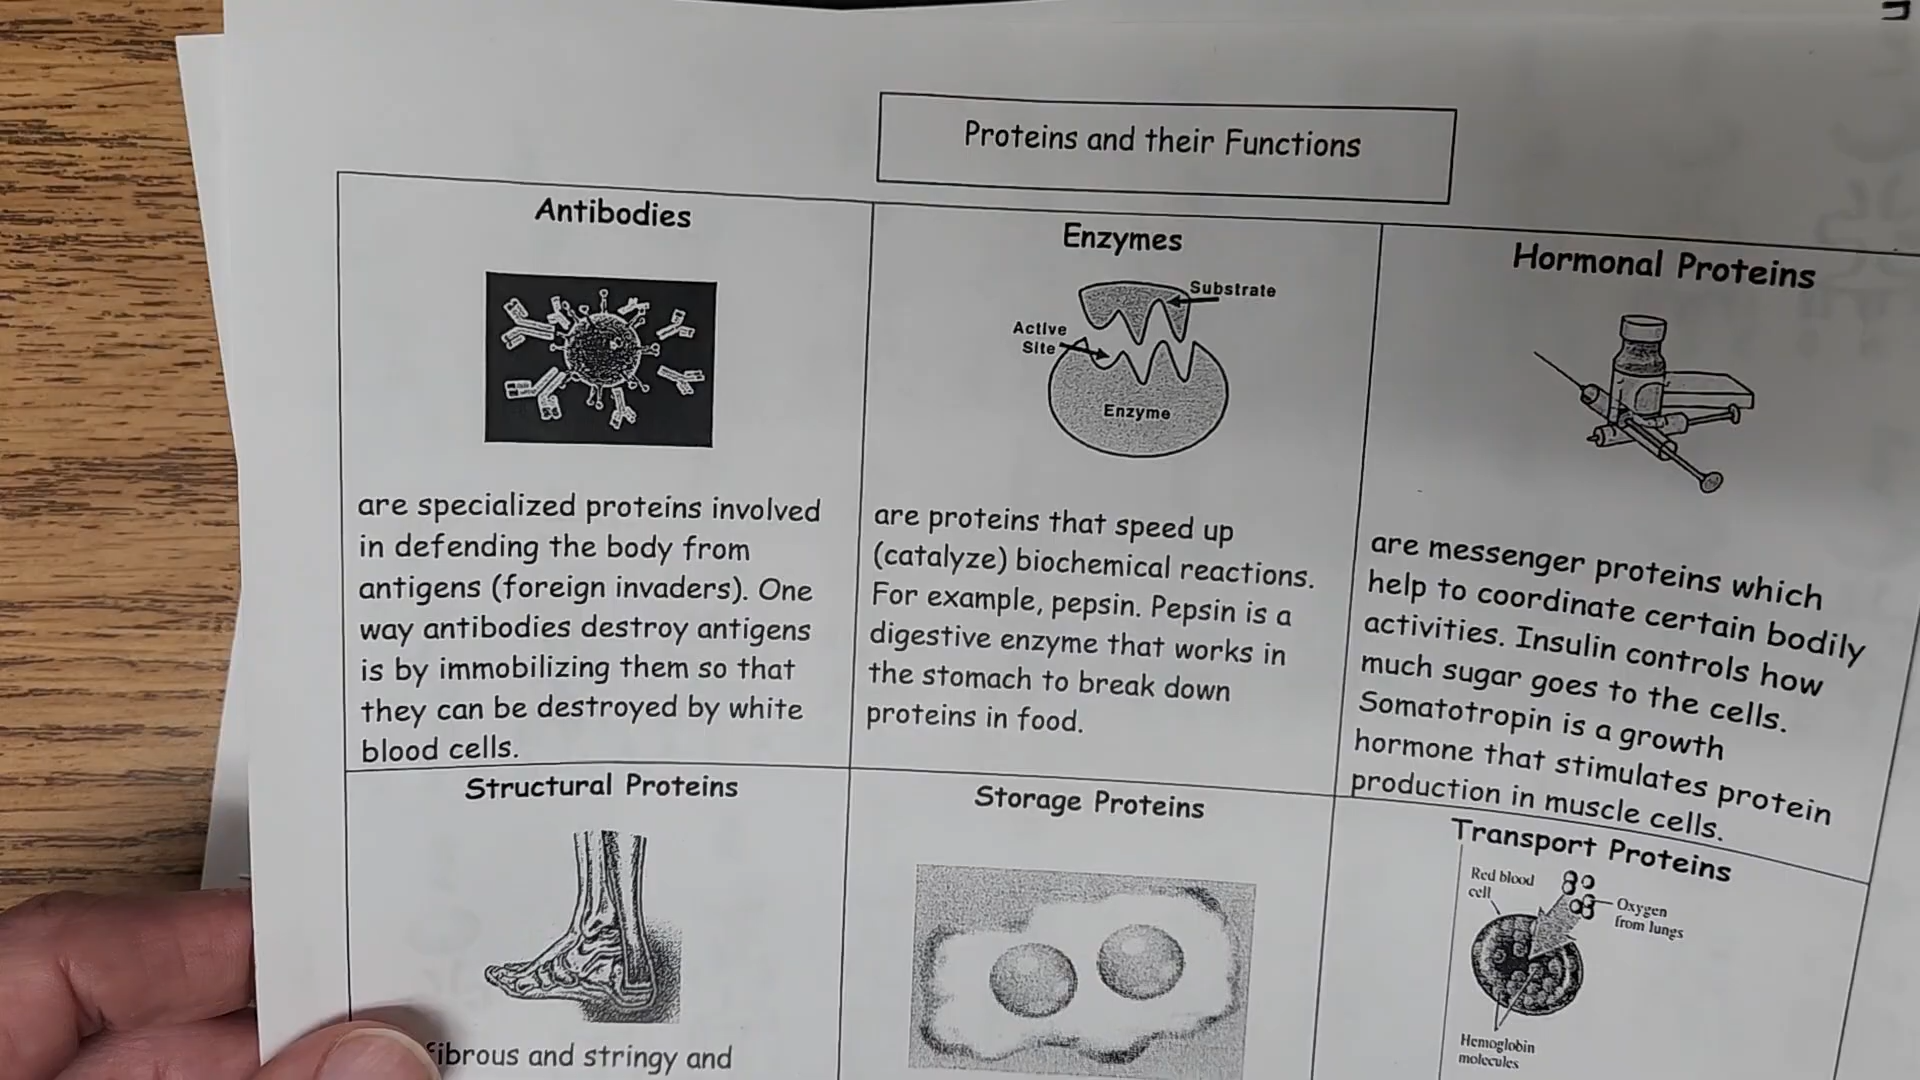 Proteins and their Functions
Antibodies
are specialized proteins involved
in defending the body from
antigens (foreign invaders). One
way antibodies destroy antigens
is by immobilizing them so that
they can be destroyed by white
blood cells.
Enzymes
Substrate
Active
Site
Enzyme
are proteins that speed up
(catalyze) biochemical reactions.
For example, pepsin. Pepsin is a
digestive enzyme that works in
the stomach to break down
proteins in food.
Hormonal Proteins
are messenger proteins which
help to coordinate certain bodily
activities. Insulin controls how
much sugar goes to the cells.
Somatotropin is a growth
hormone that stimulates protein
production in muscle cells.
Structural Proteins
fibrous and stringy and
Storage Proteins
Transport Proteins
Red blood
cell
Oxygen
from lungs
Hemoglobin
molecules